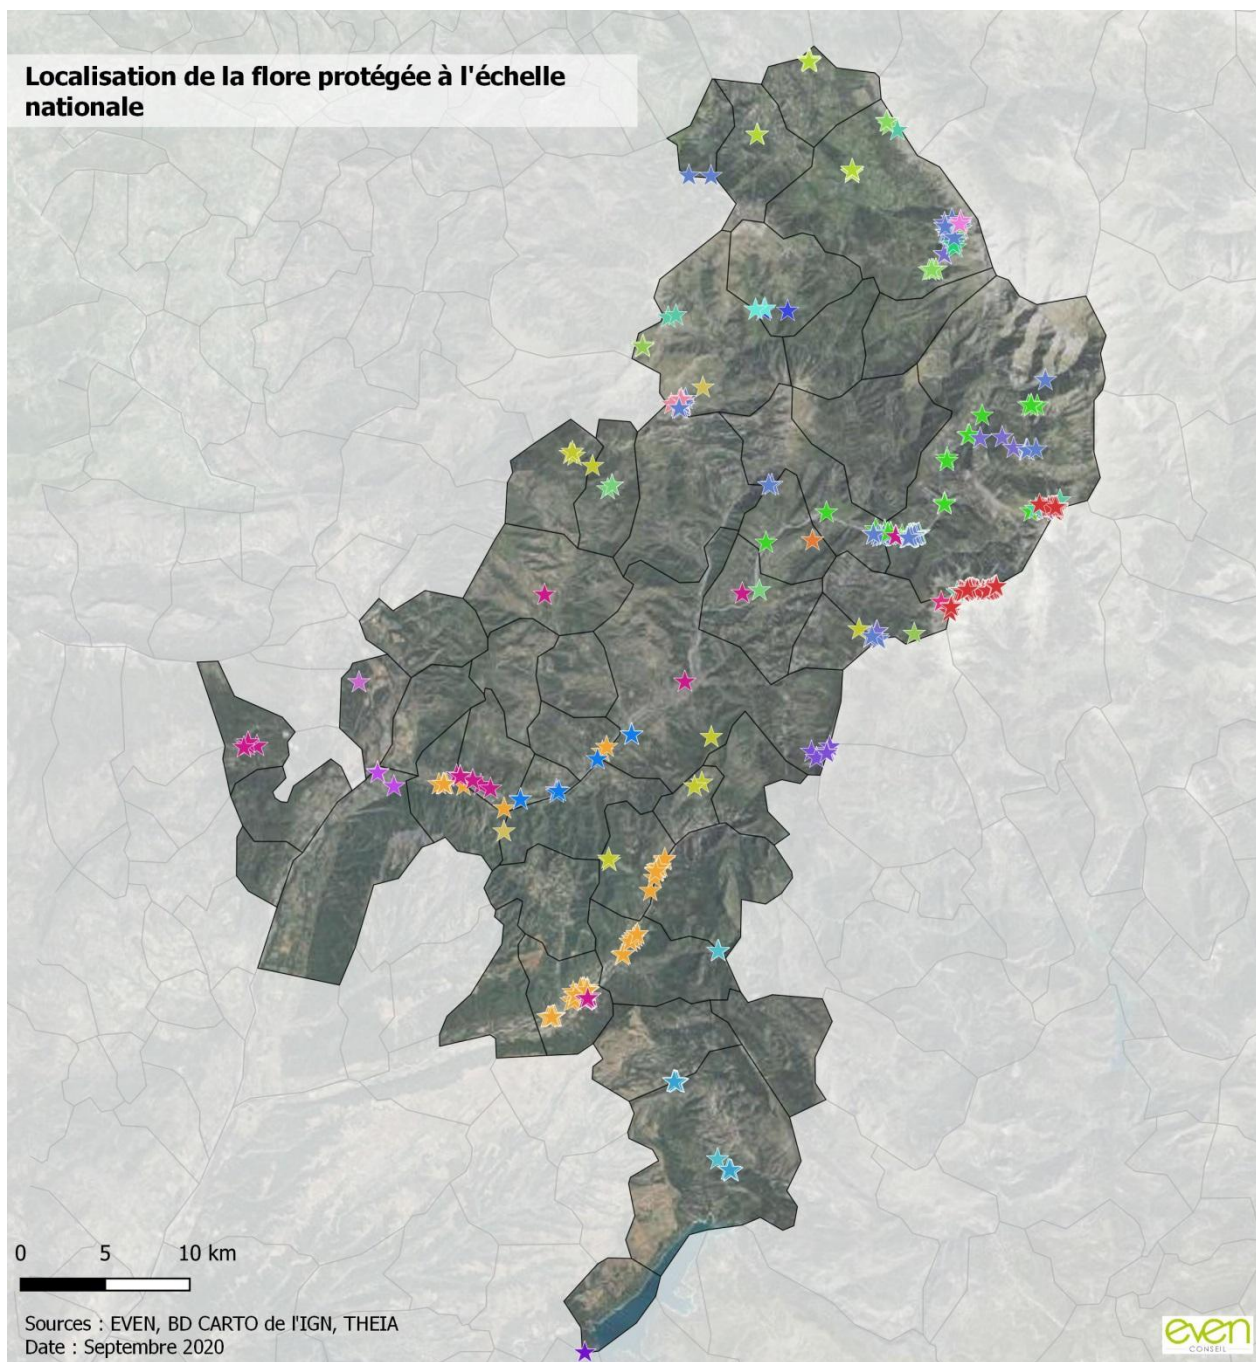 Localisation de la flore protégée à l'échelle
nationale
0 5 10 km
Sources : EVEN, BD CARTO de l'IGN, THEIA
Date : Septembre 2020
even
CONSEIL